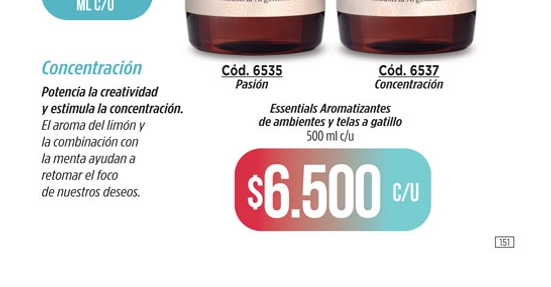 ML C/U
Industria Argentina
Concentración
Potencia la creatividad
y estimula la concentración.
El aroma del limón y
la combinación con
la menta ayudan a
retomar el foco
de nuestros deseos.
Cód. 6535
Pasión
Cód. 6537
Concentración
Essentials Aromatizantes
de ambientes y telas a gatillo
500 ml c/u
$6.500 C/U
151